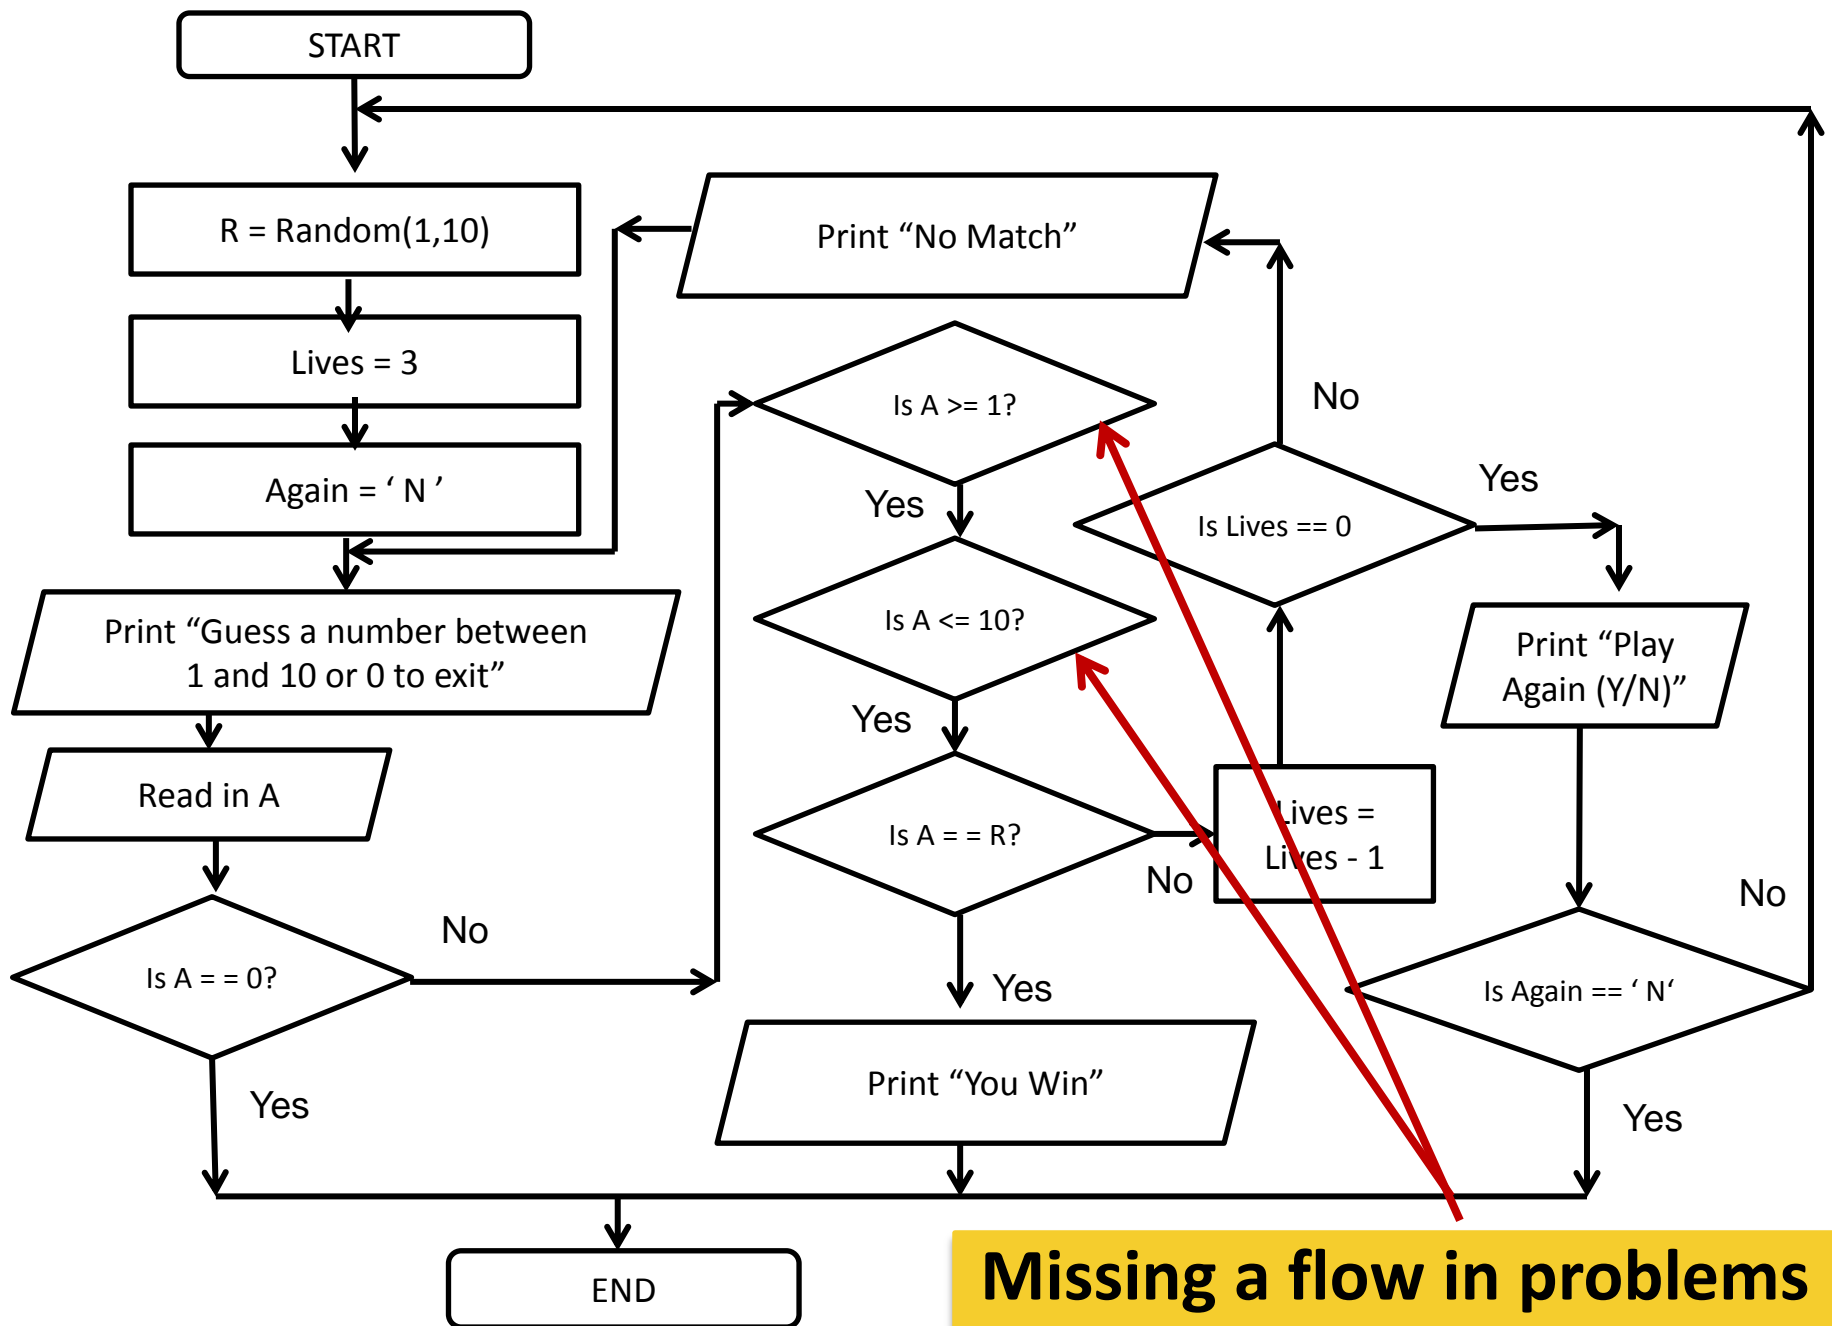 START
R = Random(1,10)
Lives = 3
Again = ‘ N ’
Print “Guess a number between
1 and 10 or 0 to exit”
Read in A
Is A = = 0?
No
Yes
Print “No Match”
Is A >= 1?
Yes
Is A <= 10?
Yes
Is A = = R?
No
Yes
Print “You Win”
Lives =
Lives - 1
Is Lives == 0
No
Yes
Print “Play
Again (Y/N)”
Is Again == ‘ N‘
No
Yes
END
Missing a flow in problems